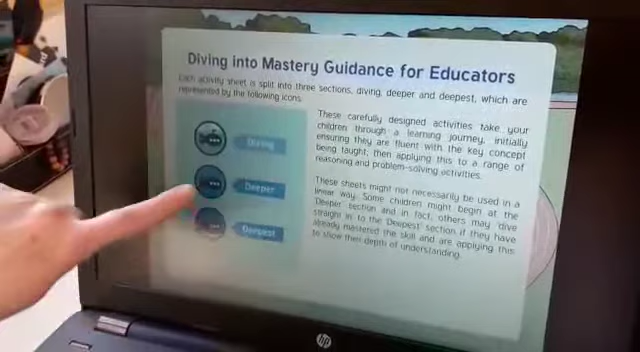 Diving into Mastery Guidance for Educators
Each activity sheet is split into three sections, diving, deeper and deepest, which are
represented by the following icons:
Diving
Deeper
Deepest
These carefully designed activities take your
children through a learning journey, initially
ensuring they are fluent with the key concept
being taught; then applying this to a range of
reasoning and problem-solving activities.
These sheets might not necessarily be used in a
linear way. Some children might begin at the
'Deeper' section and in fact, others may 'dive
straight in' to the 'Deepest' section if they have
already mastered the skill and are applying this
to show their depth of understanding.
hp